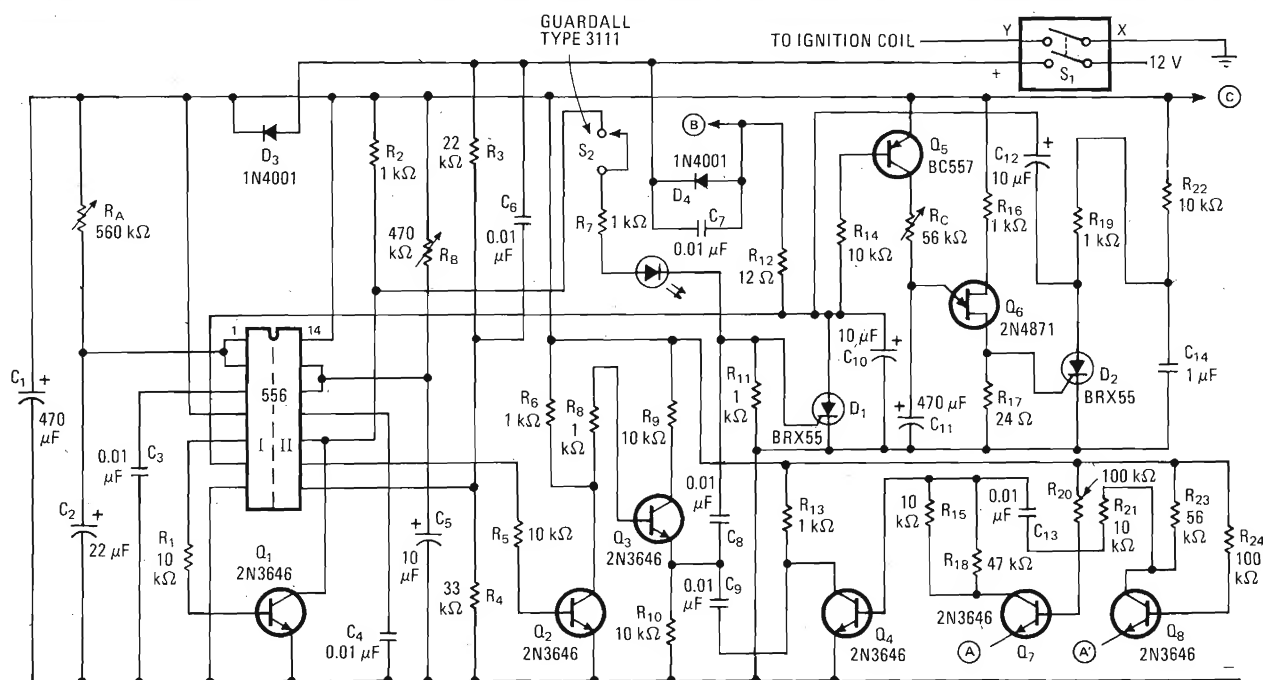 GUARDALL
TYPE 3111
TO IGNITION COIL
Y
X
+
S1
12 V
C
D3
1N4001
R2
1 kΩ
22
kΩ
R3
S2
B
1N4001
D4
Q5
BC557
C12
10 µF
+
R22
10 kΩ
RA
560 kΩ
470
kΩ
RB
C6
0.01
µF
R7
1 kΩ
C7
0.01 µF
R12
12 Ω
R14
10 kΩ
RC
56 kΩ
R16
1 kΩ
R19
1 kΩ
Q6
2N4871
1
14
556
I
II
C1
+
470
µF
R6
1 kΩ
R8
1
kΩ
R9
10 kΩ
R11
1
kΩ
10 µF
+
C10
D1
BRX55
470 µF
+
C11
R17
24 Ω
D2
BRX55
C14
1 µF
0.01
µF
C3
C2
+
22 µF
R1
10
kΩ
Q1
2N3646
C5
+
10
µF
C4
0.01 µF
33
kΩ
R4
R5
10 kΩ
Q3
2N3646
Q2
2N3646
R10
10 kΩ
0.01
µF
C8
0.01
µF
C9
R13
1 kΩ
Q4
2N3646
10
kΩ
R15
0.01
µF
C13
R18
47 kΩ
2N3646
Q7
A
R20
100 kΩ
R21
10
kΩ
R23
56
kΩ
R24
100
kΩ
A'
Q8
2N3646
−